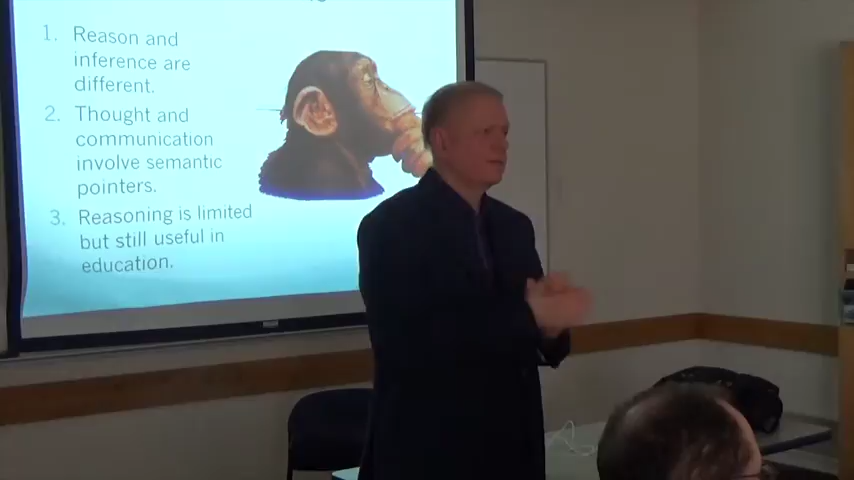 1. Reason and
inference are
different.
2. Thought and
communication
involve semantic
pointers.
3. Reasoning is limited
but still useful in
education.